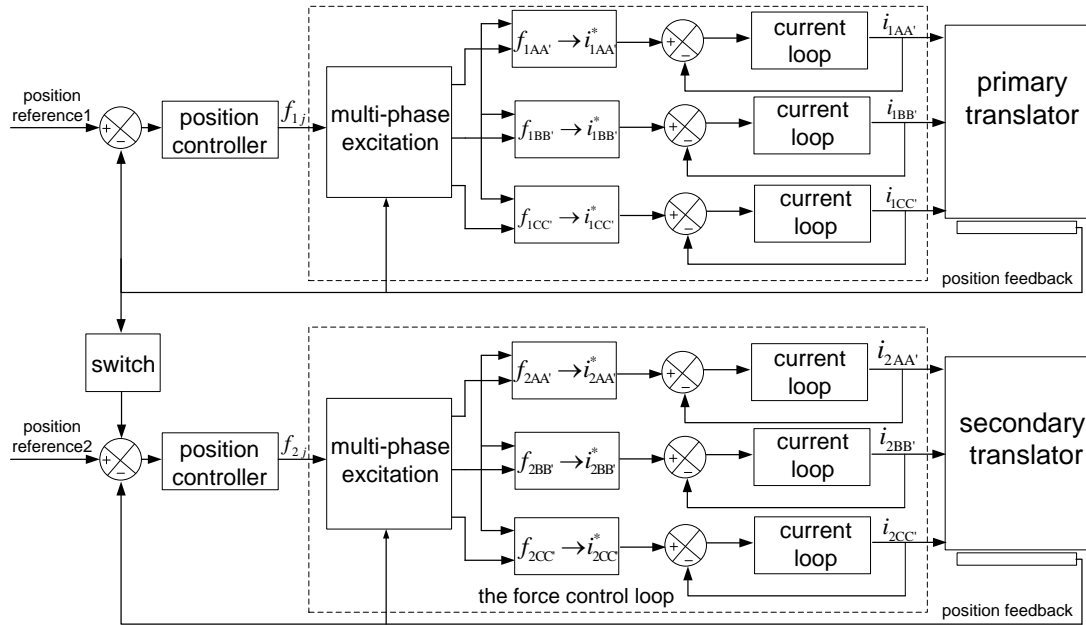 position
reference1
+
−
position
controller
f1j
multi-phase
excitation
f1AA' → i*1AA'
+
−
current
loop
i1AA'
f1BB' → i*1BB'
+
−
current
loop
i1BB'
f1CC' → i*1CC'
+
−
current
loop
i1CC'
primary
translator
position feedback
switch
position
reference2
+
−
position
controller
f2j
multi-phase
excitation
f2AA' → i*2AA'
+
−
current
loop
i2AA'
f2BB' → i*2BB'
+
−
current
loop
i2BB'
f2CC' → i*2CC'
+
−
current
loop
i2CC'
secondary
translator
the force control loop
position feedback